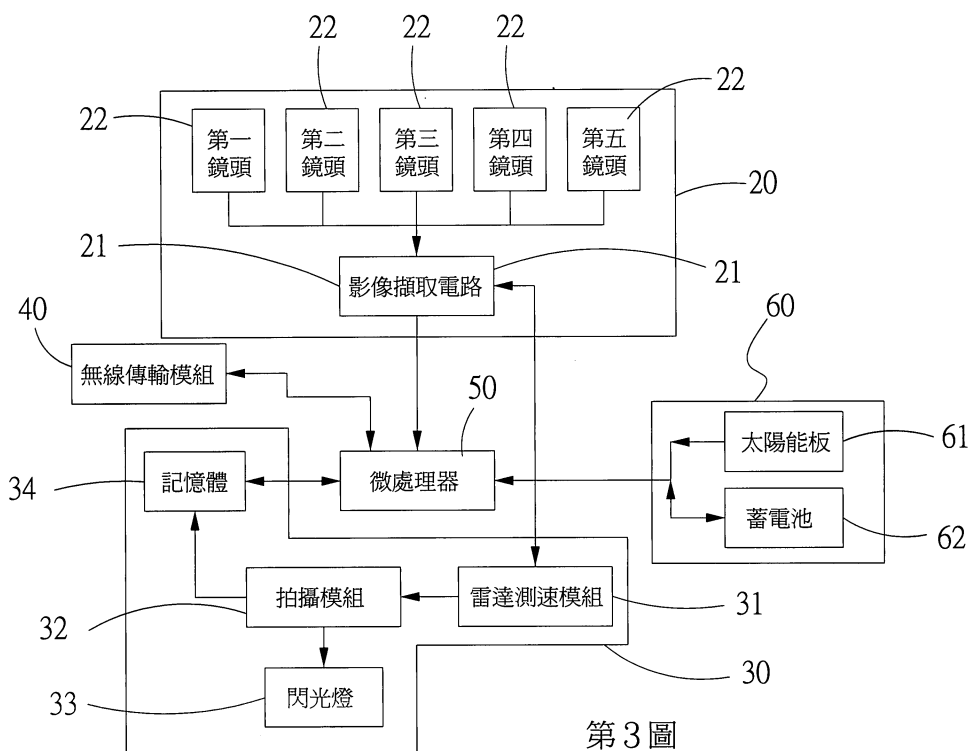 22
22
22
22
22
第一
鏡頭
第二
鏡頭
第三
鏡頭
第四
鏡頭
第五
鏡頭
20
21
影像擷取電路
21
40
無線傳輸模組
50
60
太陽能板
61
34
記憶體
微處理器
蓄電池
62
拍攝模組
雷達測速模組
31
32
30
33
閃光燈
第3圖